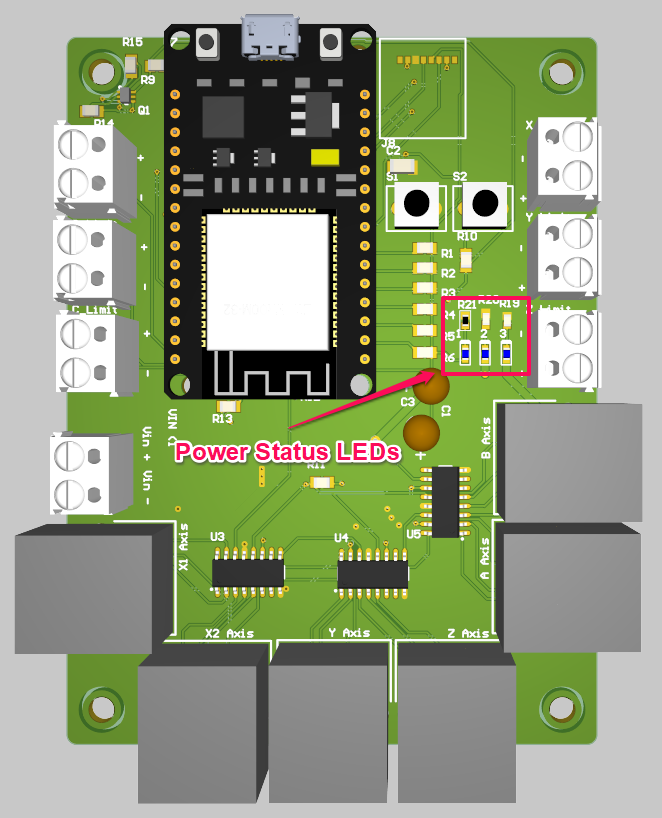 R15
R9
Q1
R14
J8
C2
S1
S2
X
R10
R1
R2
R3
R4
R5
R6
R21
R20
R19
1 2 3
C Limit
Limit
+
-
+
-
+
-
-
+
-
+
R13
VIN
C3
C1
+
Power Status LEDs
R11
Vin + Vin -
B Axis
U3
U4
U5
X1 Axis
A Axis
X2 Axis
Y Axis
Z Axis